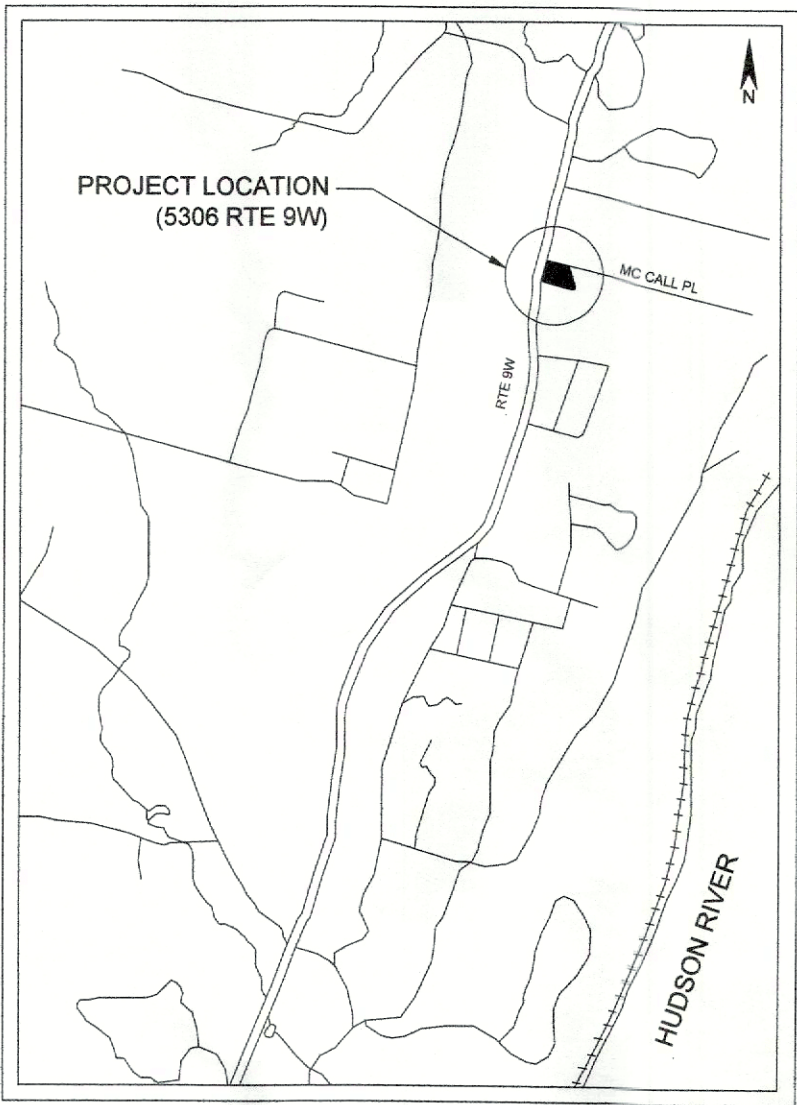 N
PROJECT LOCATION
(5306 RTE 9W)
MC CALL PL
RTE 9W
HUDSON RIVER